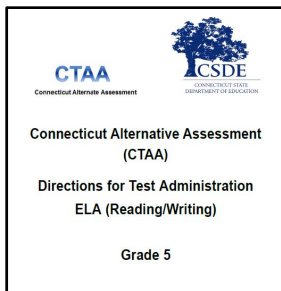 CTAA
Connecticut Alternate Assessment
CSDE
CONNECTICUT STATE
DEPARTMENT OF EDUCATION
Connecticut Alternative Assessment
(CTAA)
Directions for Test Administration
ELA (Reading/Writing)
Grade 5